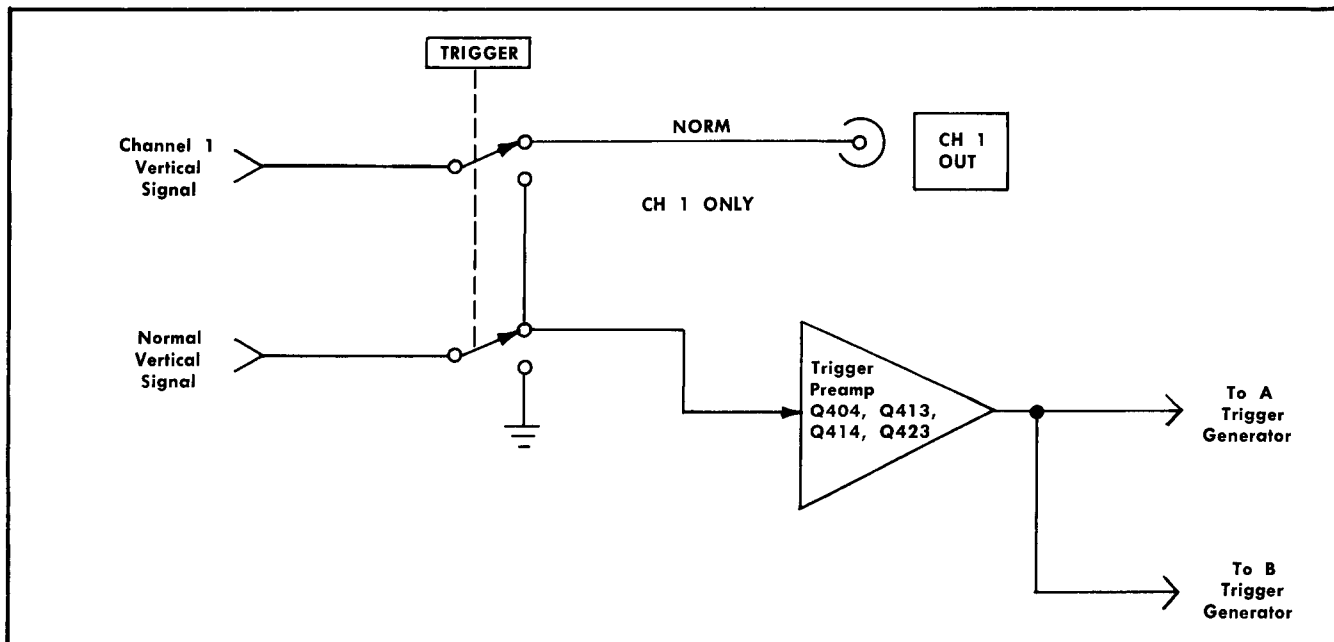 TRIGGER
Channel 1
Vertical
Signal
NORM
CH 1
OUT
CH 1 ONLY
Normal
Vertical
Signal
Trigger
Preamp
Q404, Q413,
Q414, Q423
To A
Trigger
Generator
To B
Trigger
Generator